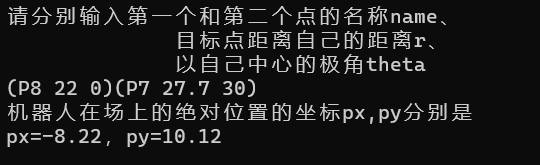 请分别输入第一个和第二个点的名称name、
目标点距离自己的距离r、
以自己中心的极角theta
(P8 22 0)(P7 27.7 30)
机器人在场上的绝对位置的坐标px,py分别是
px=-8.22, py=10.12